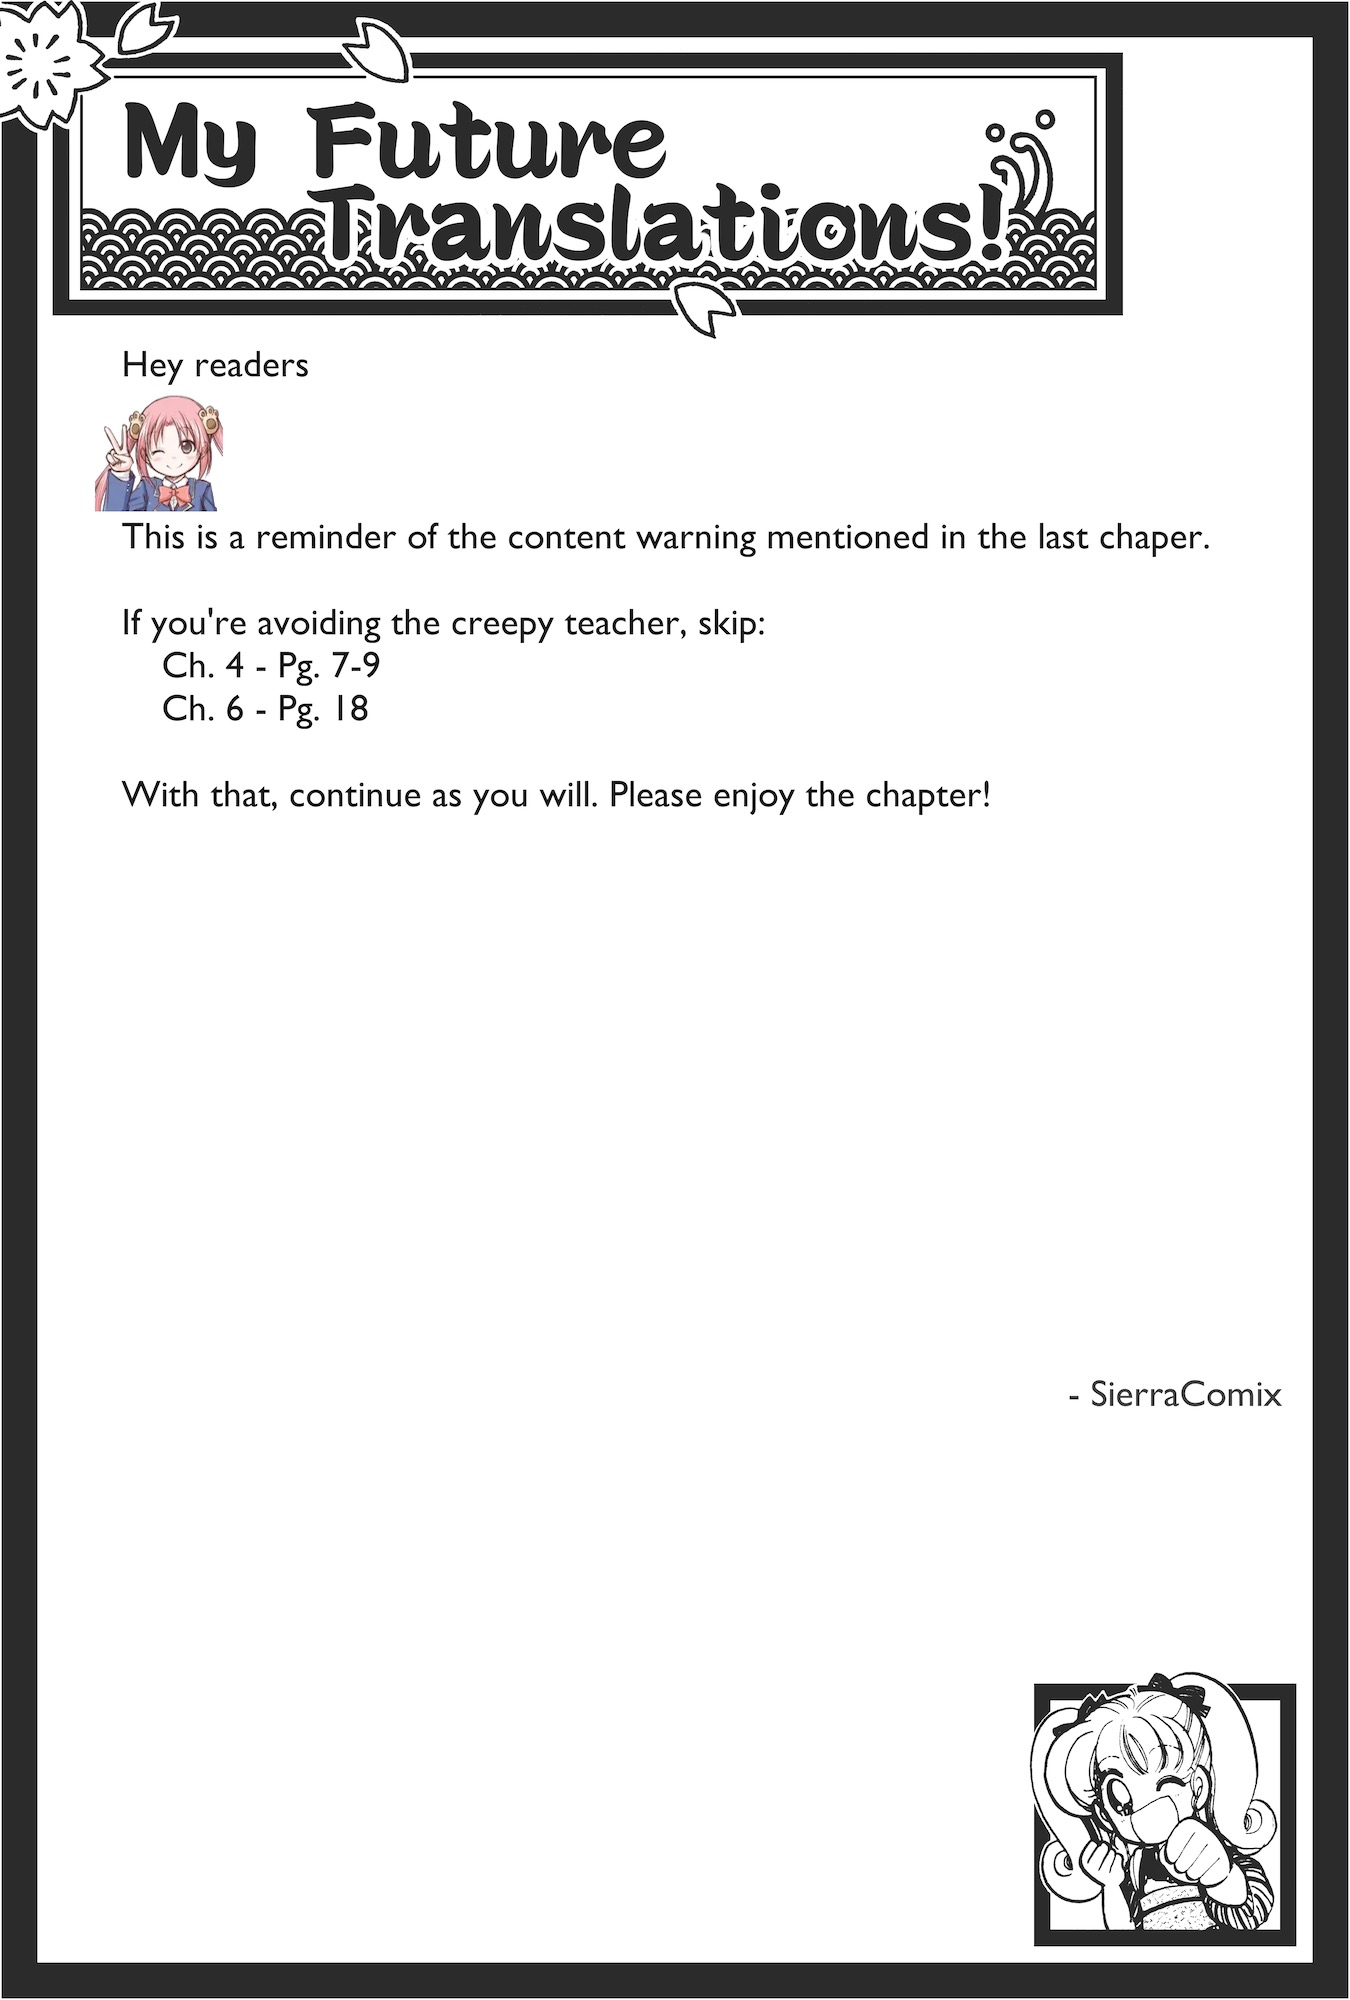 My Future
Translations!
Hey readers
This is a reminder of the content warning mentioned in the last chaper.
If you're avoiding the creepy teacher, skip:
Ch. 4 - Pg. 7-9
Ch. 6 - Pg. 18
With that, continue as you will. Please enjoy the chapter!
- SierraComix